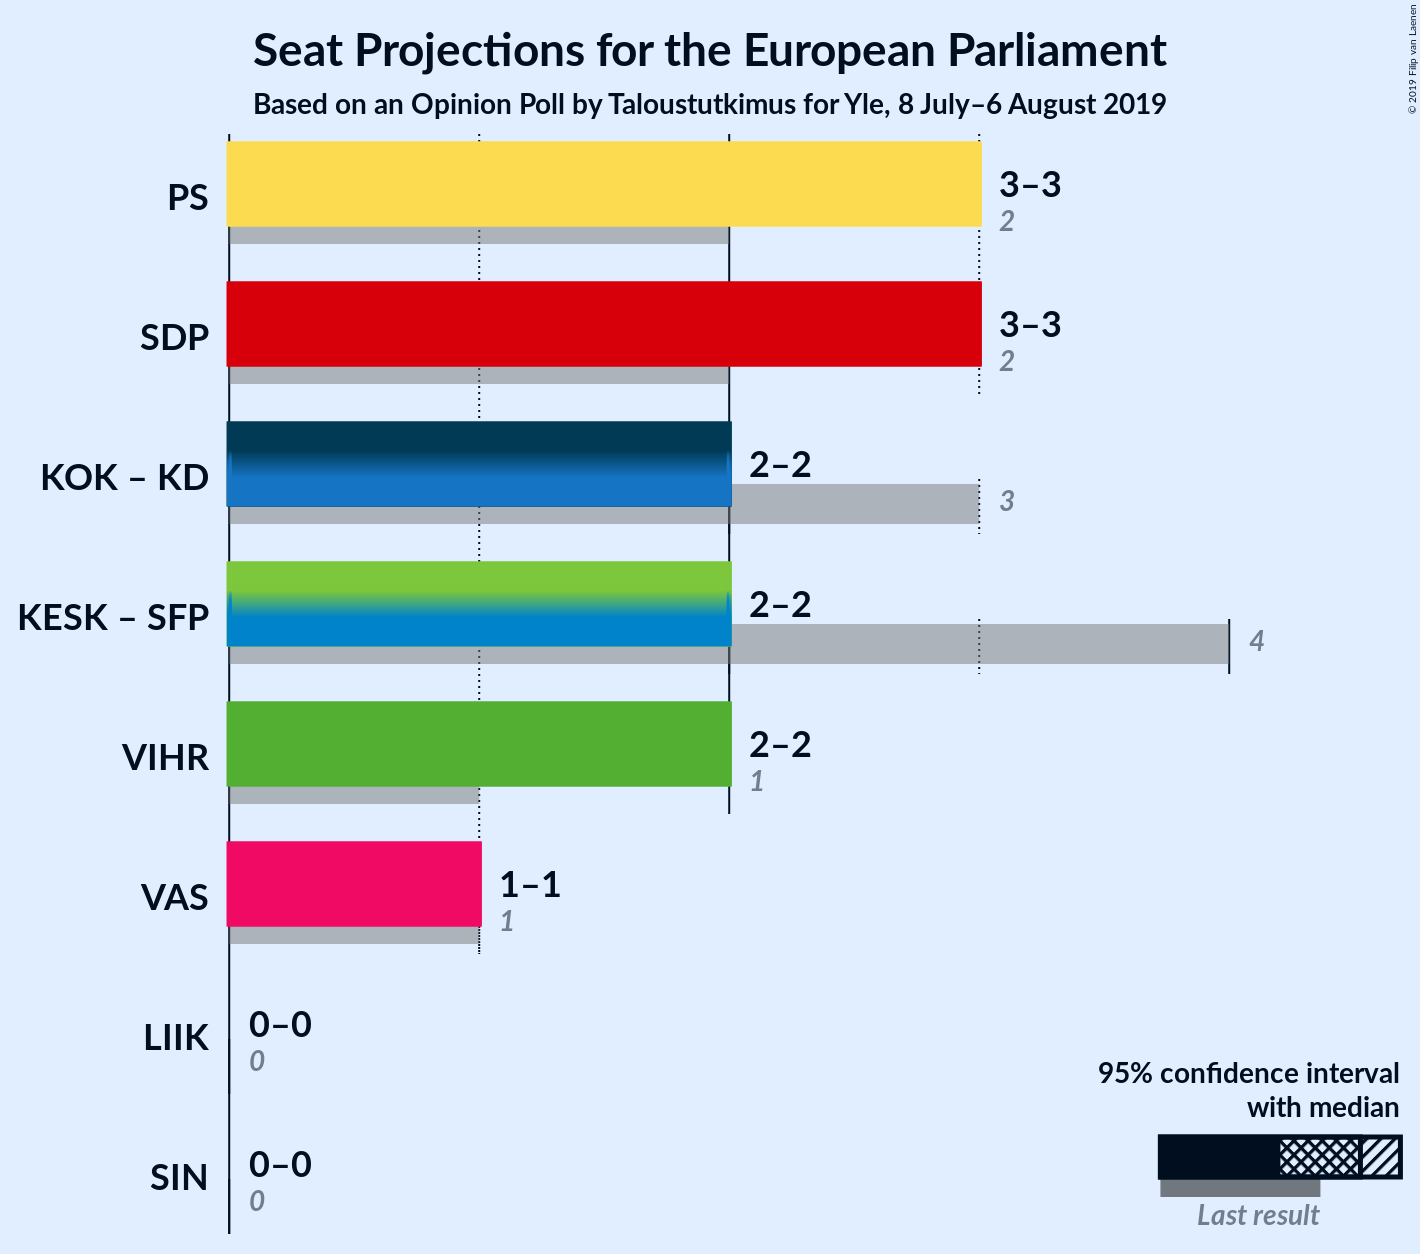 Seat Projections for the European Parliament
Based on an Opinion Poll by Taloustutkimus for Yle, 8 July–6 August 2019
© 2019 Filip van Laenen
PS
3–3
2
SDP
3–3
2
KOK – KD
2–2
3
KESK – SFP
2–2
4
VIHR
2–2
1
VAS
1–1
1
LIIK
0–0
0
SIN
0–0
0
95% confidence interval
with median
Last result